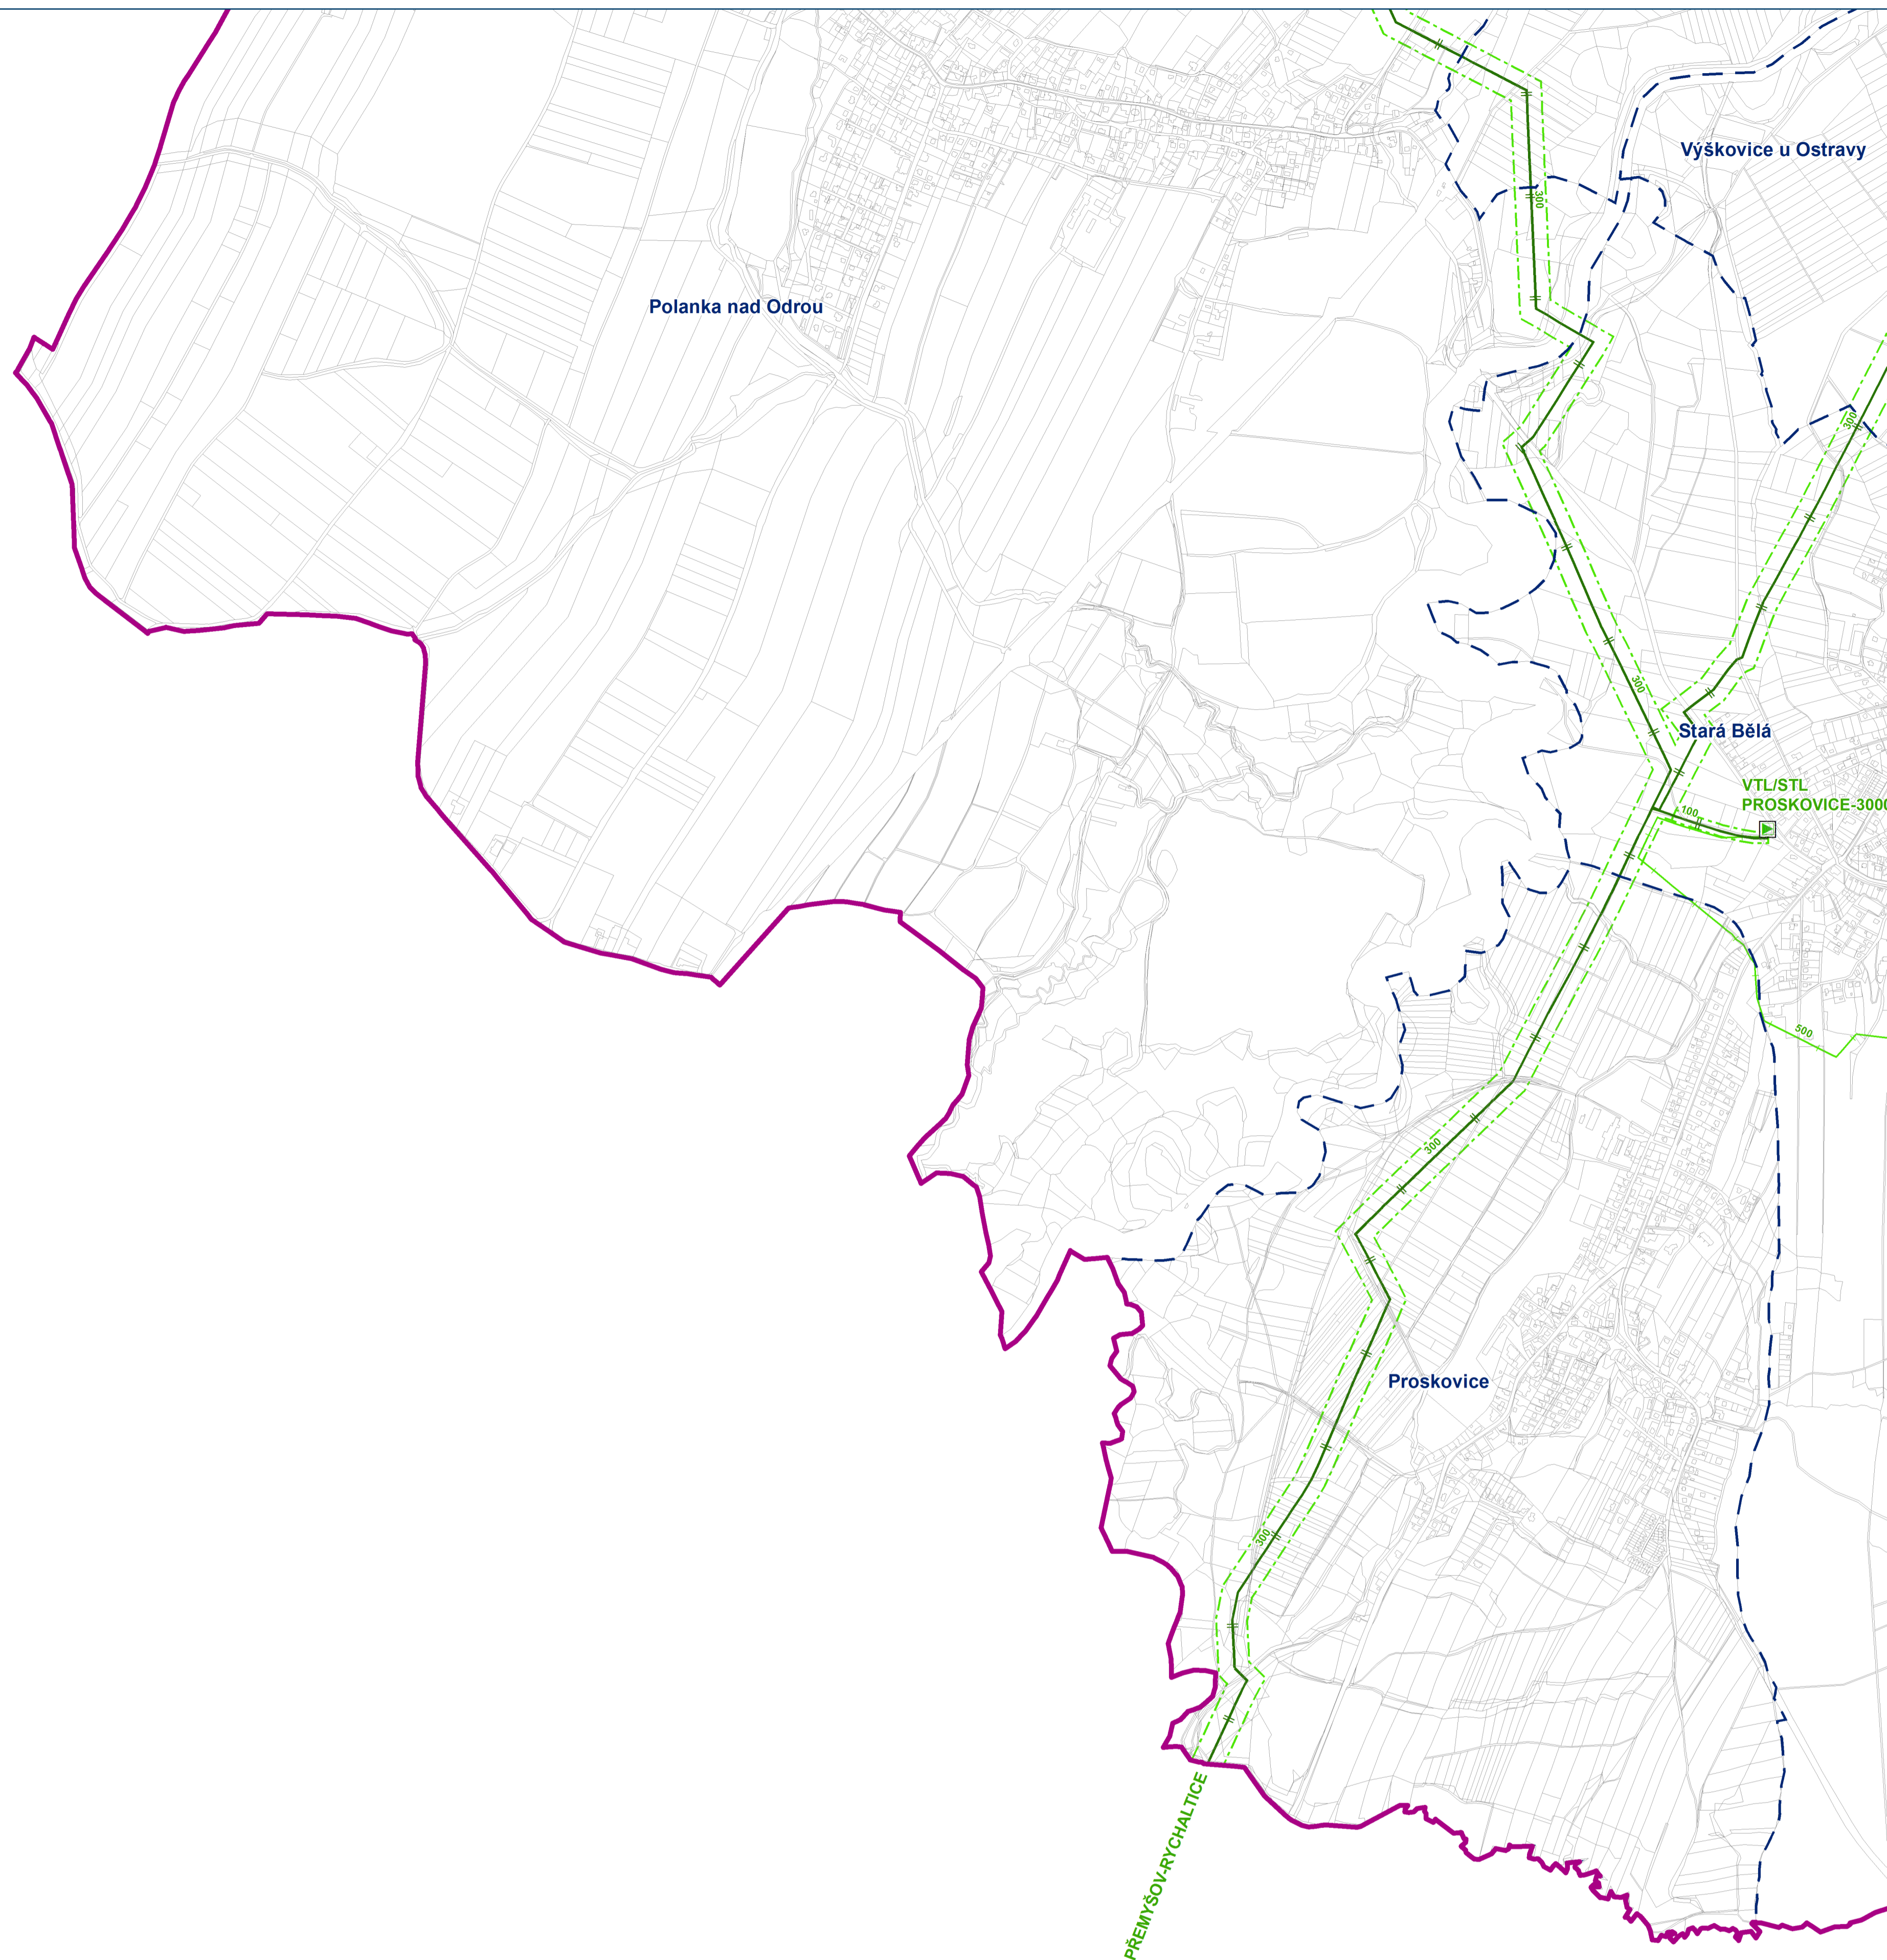 Výškovice u Ostravy
300
Polanka nad Odrou
300
300
Stará Bělá
VTL/STL
PROSKOVICE-3000
100
500
300
Proskovice
300
PŘEMYŠOV-RYCHALTICE